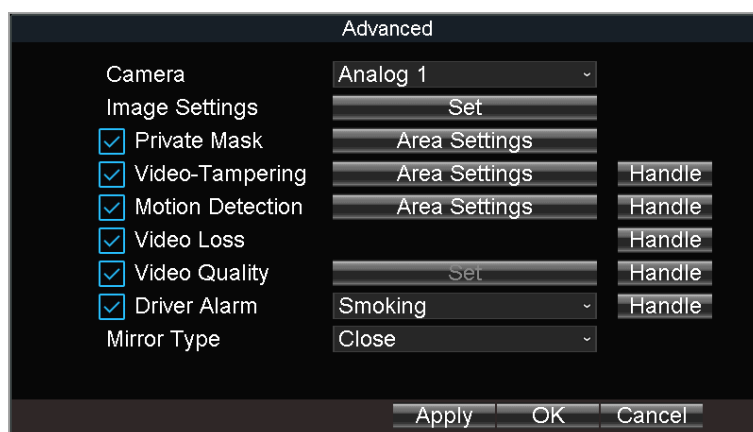 Advanced
Camera Analog 1
Image Settings Set
Private Mask Area Settings
Video-Tampering Area Settings Handle
Motion Detection Area Settings Handle
Video Loss Handle
Video Quality Set Handle
Driver Alarm Smoking Handle
Mirror Type Close
Apply OK Cancel